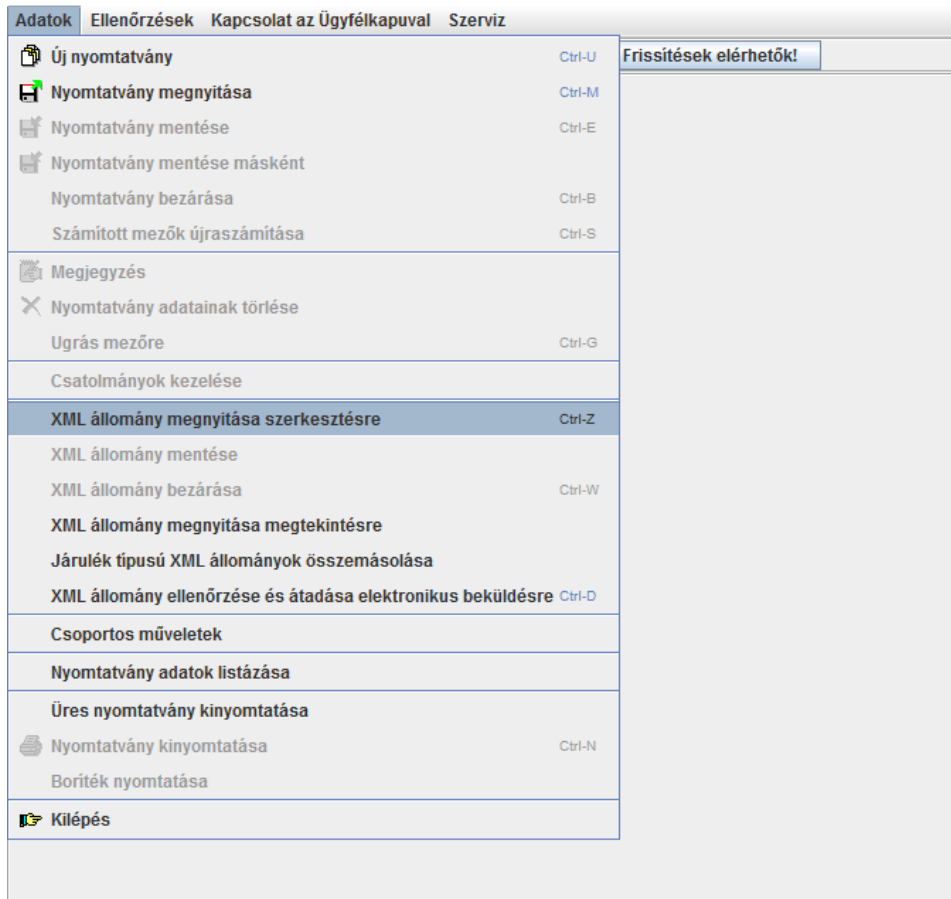 Adatok Ellenőrzések Kapcsolat az Ügyfélkapuval Szerviz
Új nyomtatvány Ctrl-U Frissítések elérhetők!
Nyomtatvány megnyitása Ctrl-M
Nyomtatvány mentése Ctrl-E
Nyomtatvány mentése másként
Nyomtatvány bezárása Ctrl-B
Számított mezők újraszámítása Ctrl-S
Megjegyzés
Nyomtatvány adatainak törlése
Ugrás mezőre Ctrl-G
Csatolmányok kezelése
XML állomány megnyitása szerkesztésre Ctrl-Z
XML állomány mentése
XML állomány bezárása Ctrl-W
XML állomány megnyitása megtekintésre
Járulék típusú XML állományok összemásolása
XML állomány ellenőrzése és átadása elektronikus beküldésre Ctrl-D
Csoportos műveletek
Nyomtatvány adatok listázása
Üres nyomtatvány kinyomtatása
Nyomtatvány kinyomtatása Ctrl-N
Boríték nyomtatása
Kilépés